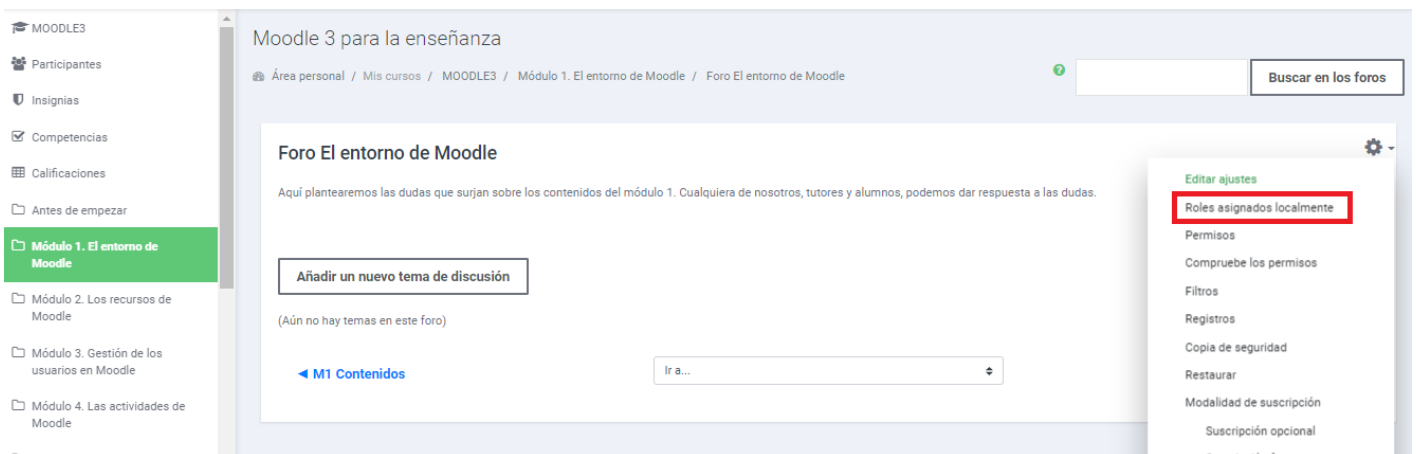 MOODLE3
Participantes
Insignias
Competencias
Calificaciones
Antes de empezar
Módulo 1. El entorno de
Moodle
Módulo 2. Los recursos de
Moodle
Módulo 3. Gestión de los
usuarios en Moodle
Módulo 4. Las actividades de
Moodle
Moodle 3 para la enseñanza
Área personal / Mis cursos / MOODLE3 / Módulo 1. El entorno de Moodle / Foro El entorno de Moodle
Buscar en los foros
Foro El entorno de Moodle
Aquí plantearemos las dudas que surjan sobre los contenidos del módulo 1. Cualquiera de nosotros, tutores y alumnos, podemos dar respuesta a las dudas.
Añadir un nuevo tema de discusión
(Aún no hay temas en este foro)
◄ M1 Contenidos
Ir a...
Editar ajustes
Roles asignados localmente
Permisos
Compruebe los permisos
Filtros
Registros
Copia de seguridad
Restaurar
Modalidad de suscripción
Suscripción opcional